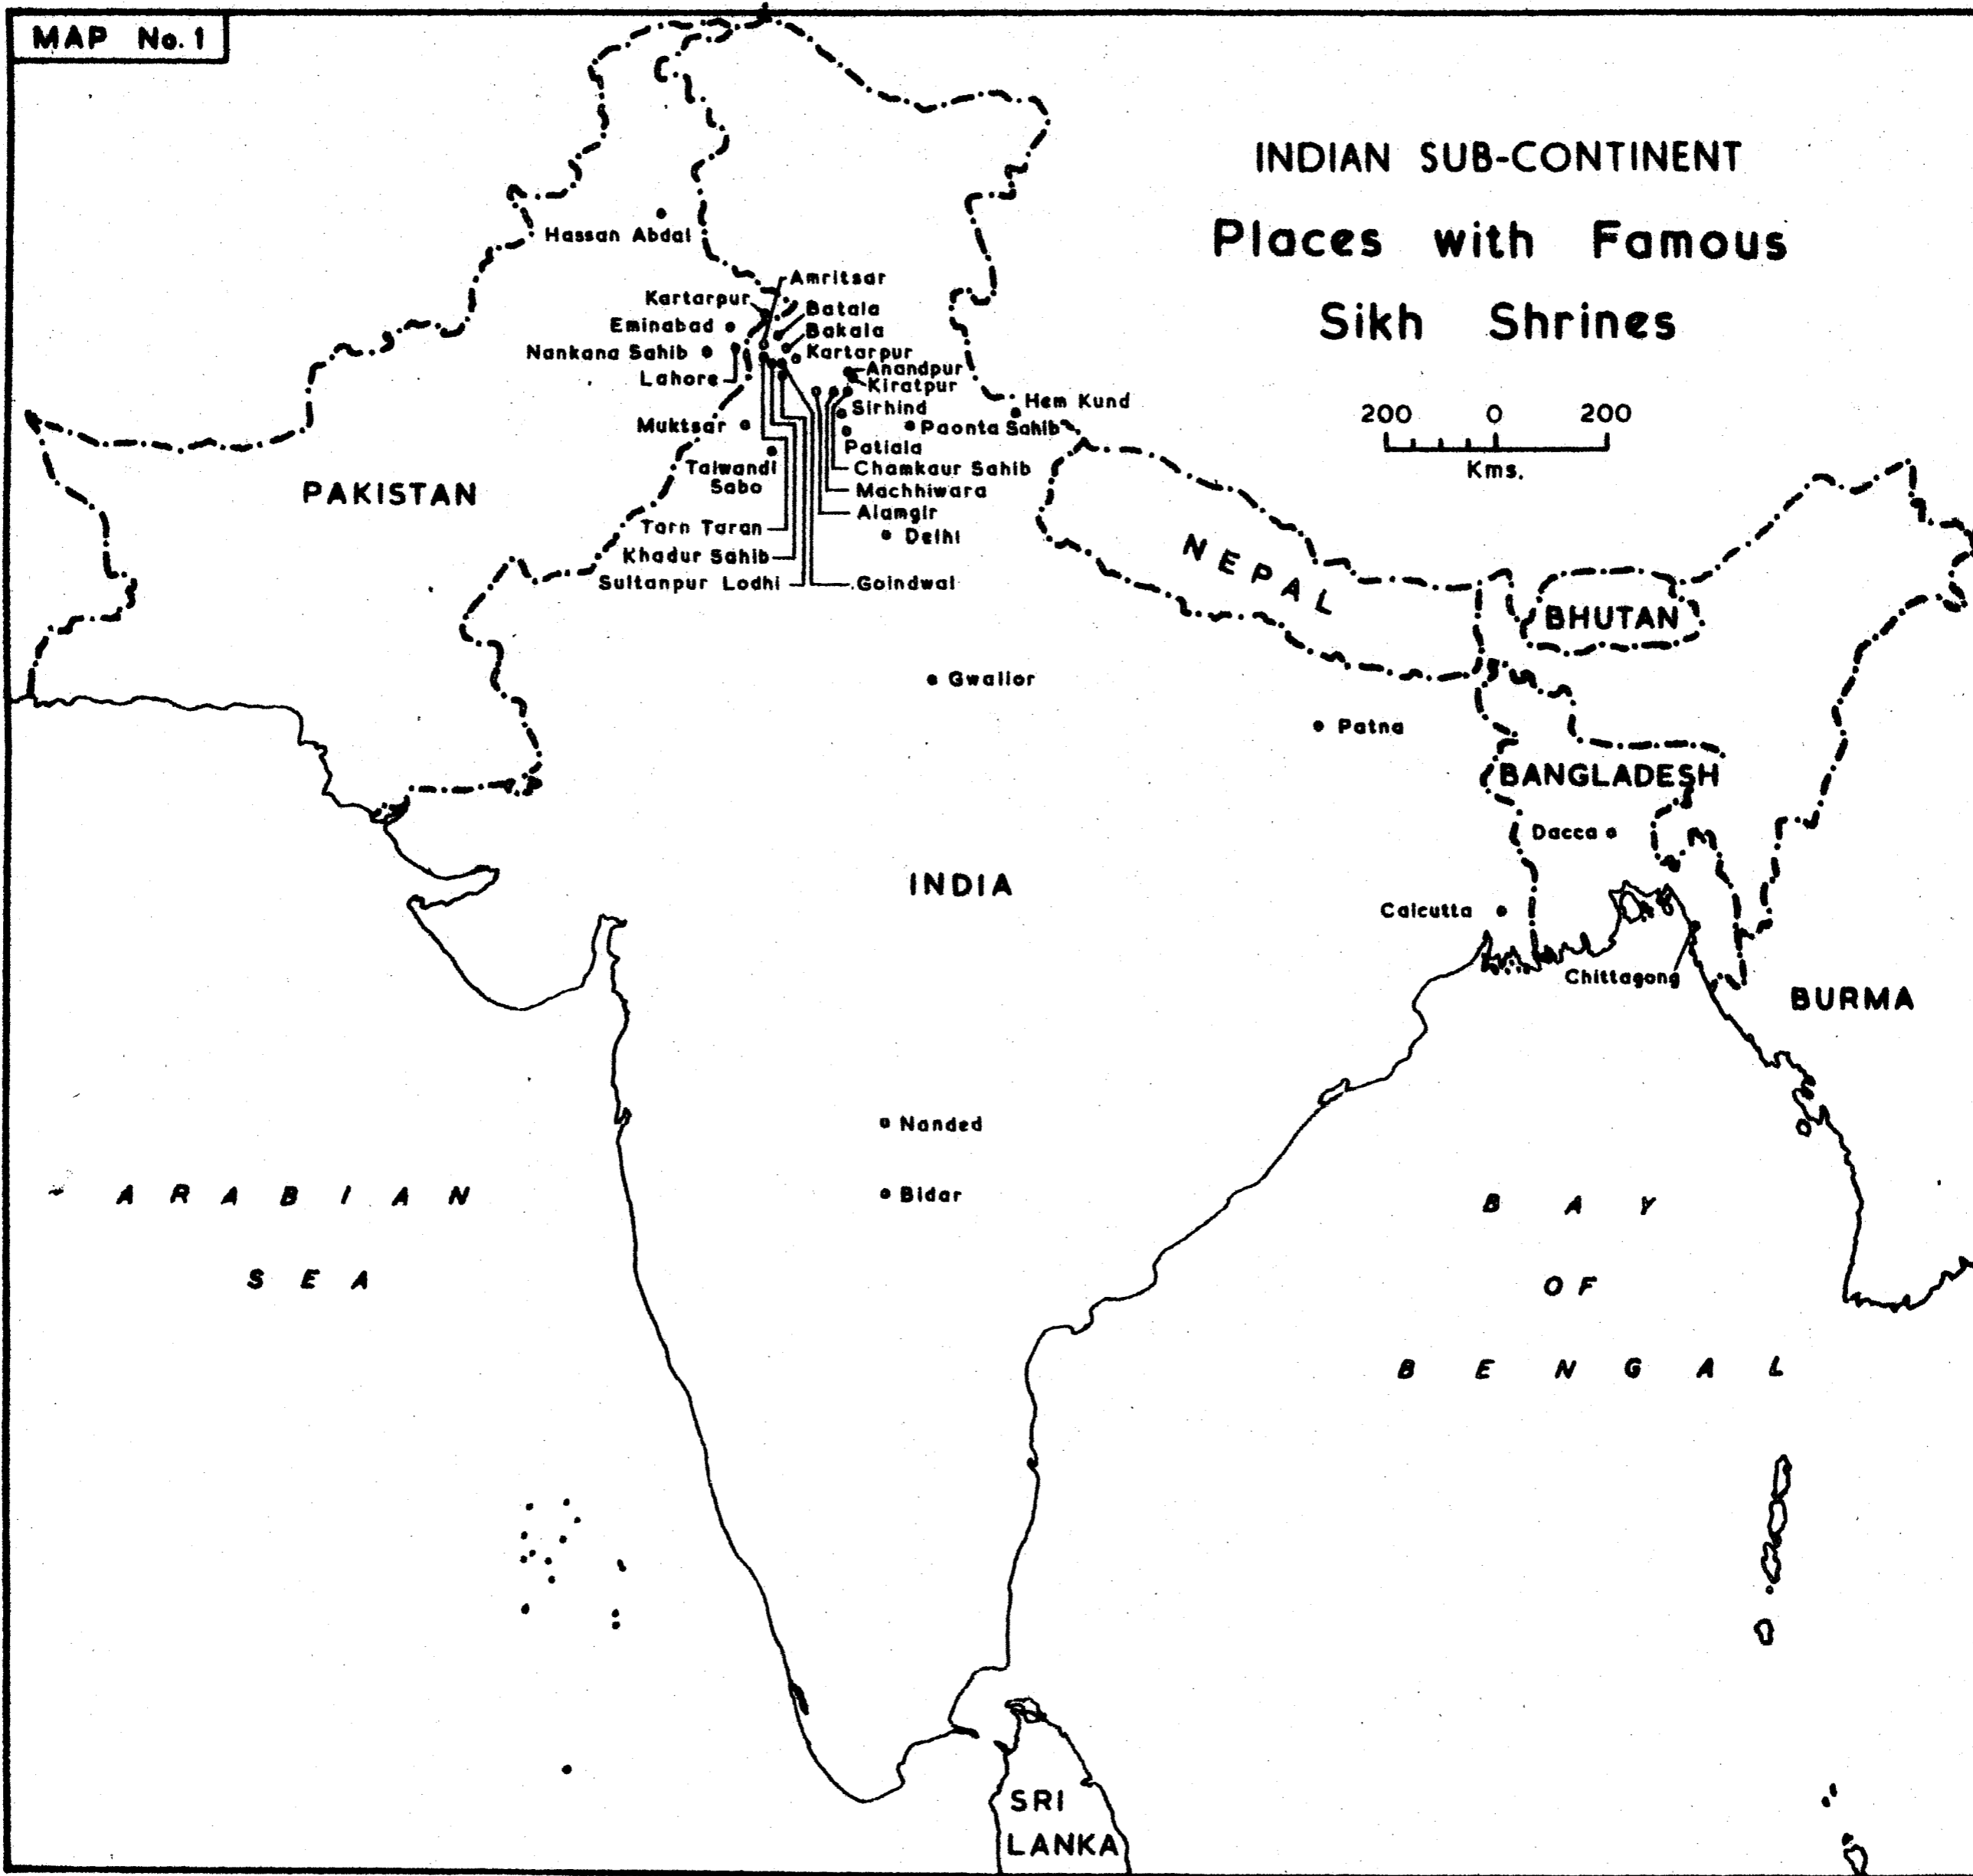 MAP No. 1
INDIAN SUB-CONTINENT
Places with Famous
Sikh Shrines
200 0 200
Kms.
Hassan Abdal
Amritsar
Kartarpur
Batala
Eminabad
Bakala
Nankana Sahib
Kartarpur
Lahore
Anandpur
Kiratpur
Hem Kund
Sirhind
Muktsar
Paonta Sahib
Patiala
Talwandi
Sabo
Chamkaur Sahib
Machhiwara
Alamgir
Tarn Taran
Delhi
Khadur Sahib
Sultanpur Lodhi
Goindwal
PAKISTAN
NEPAL
BHUTAN
Gwalior
Patna
BANGLADESH
Dacca
INDIA
Calcutta
Chittagong
BURMA
Nanded
Bidar
ARABIAN
SEA
BAY
OF
BENGAL
SRI
LANKA